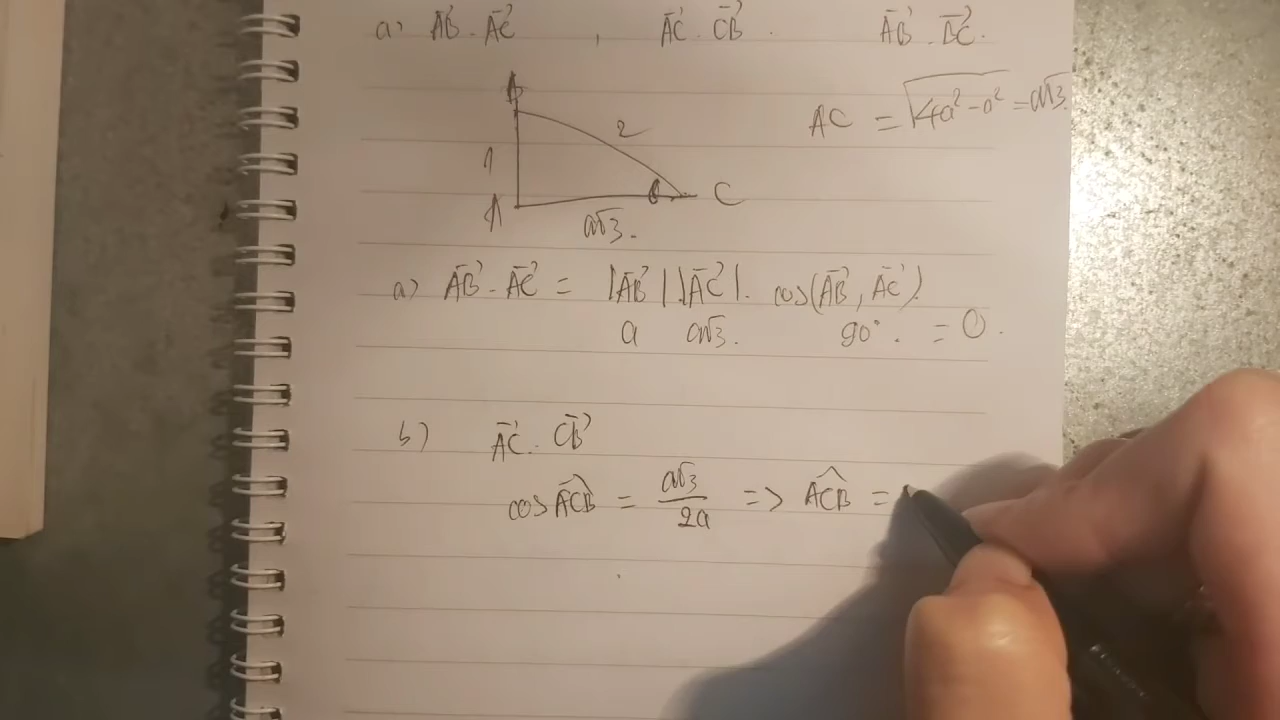 a) AB⃗ . AC⃗ , AC⃗ . CB⃗ . AB⃗ . BC⃗ .
AC = √4a² - a² = a√3.
B
2
1
A
C
a√3.
a) AB⃗ . AC⃗ = |AB⃗| . |AC⃗| . cos(AB⃗, AC⃗).
a a√3. 90° . = 0.
b) AC⃗ . CB⃗
cos ACB̂ = a√3/2a => ACB̂ =